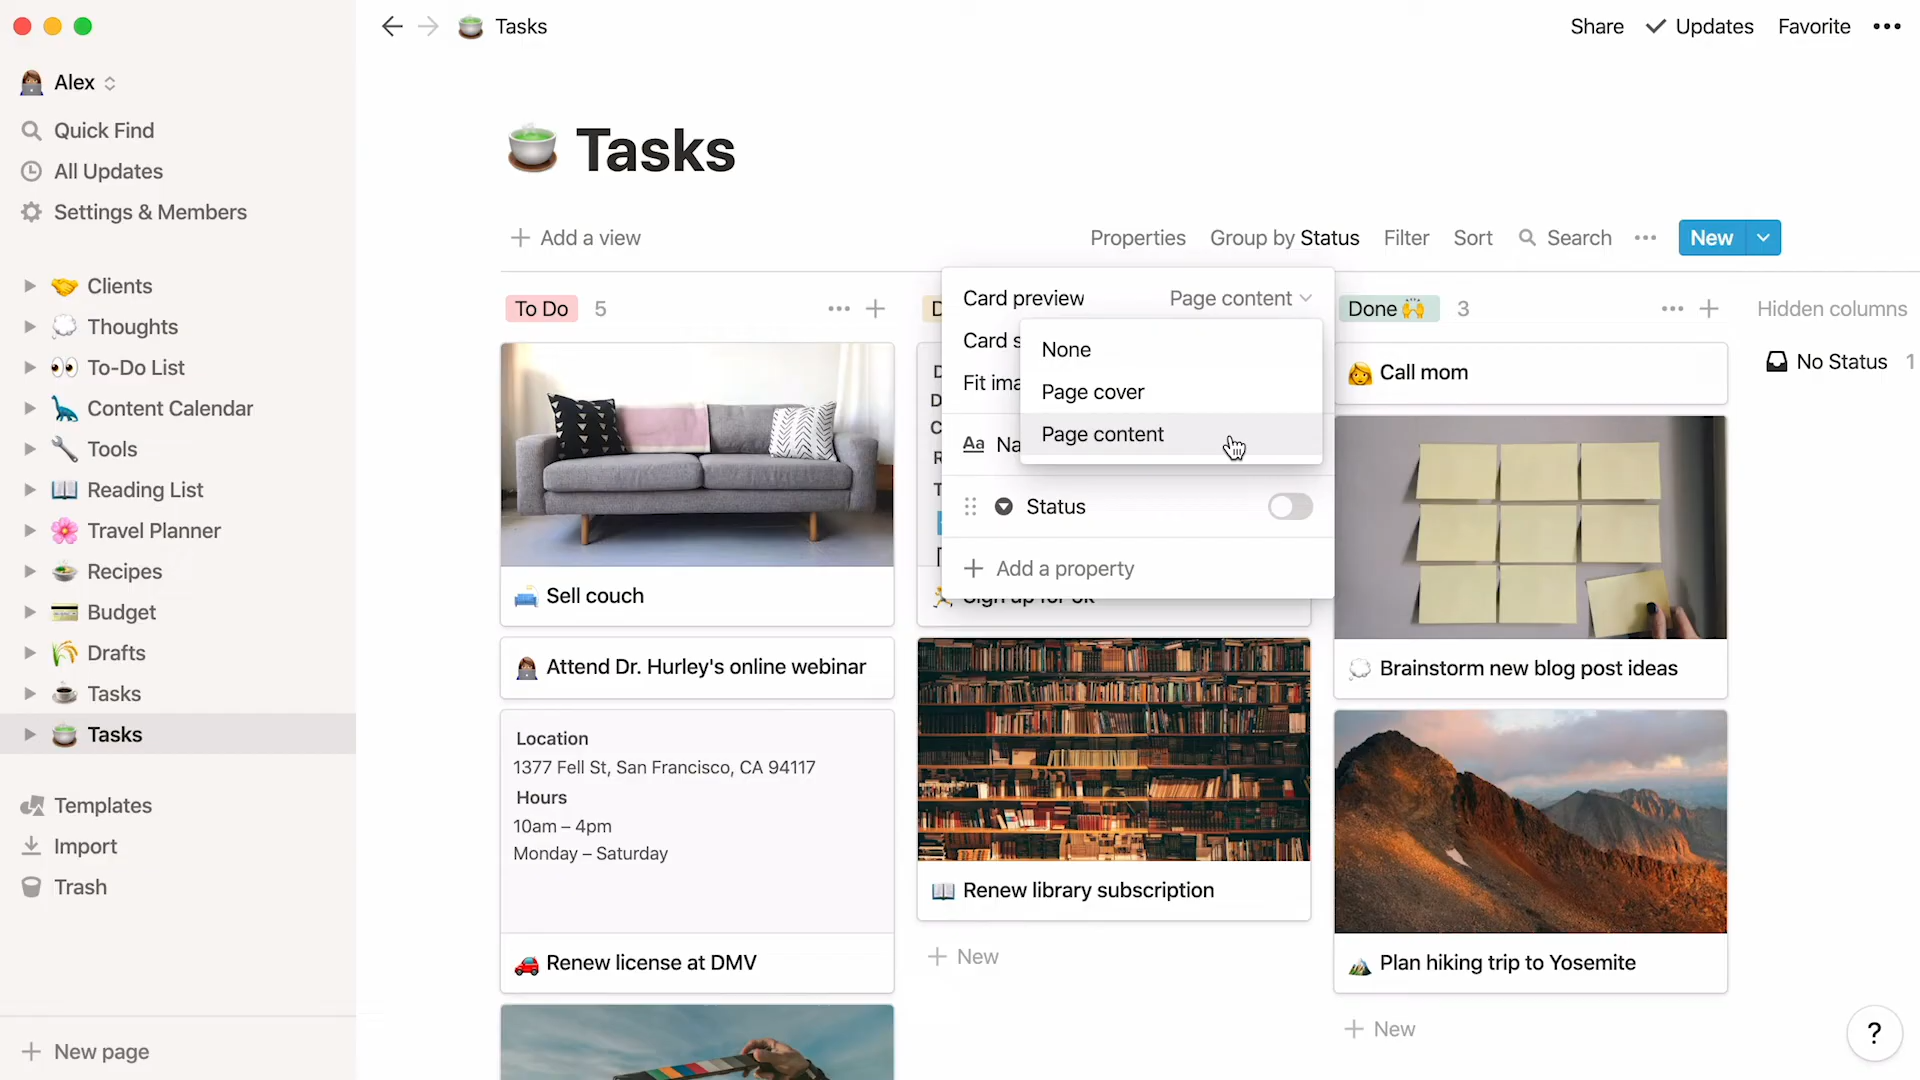 Tasks
Share
Updates
Favorite
Alex
Quick Find
All Updates
Settings & Members
Clients
Thoughts
To-Do List
Content Calendar
Tools
Reading List
Travel Planner
Recipes
Budget
Drafts
Tasks
Tasks
Templates
Import
Trash
New page
Tasks
Add a view
Properties
Group by Status
Filter
Sort
Search
New
To Do 5
Sell couch
Attend Dr. Hurley's online webinar
Location
1377 Fell St, San Francisco, CA 94117
Hours
10am – 4pm
Monday – Saturday
Renew license at DMV
Card preview
Page content
Card s
Fit ima
None
Page cover
Page content
Aa Na
Status
Add a property
Renew library subscription
New
Done 3
Call mom
Brainstorm new blog post ideas
Plan hiking trip to Yosemite
New
Hidden columns
No Status 1
?